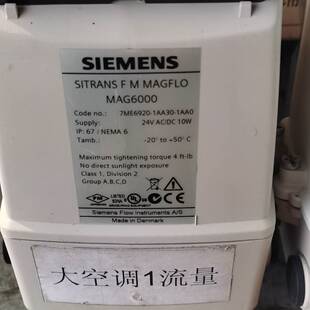 SIEMENS
SITRANS F M MAGFLO
MAG6000
Code no.: 7ME6920-1AA30-1AA0
Supply: 24V AC/DC 10W
IP: 67 / NEMA 6
Tamb.: -20° to +50° C
Maximum tightening torque 4 ft-lb
No direct sunlight exposure
Class 1, Division 2
Group A,B,C,D
FM
LISTED
Siemens Flow Instruments A/S
Made in Denmark
大空调1流量